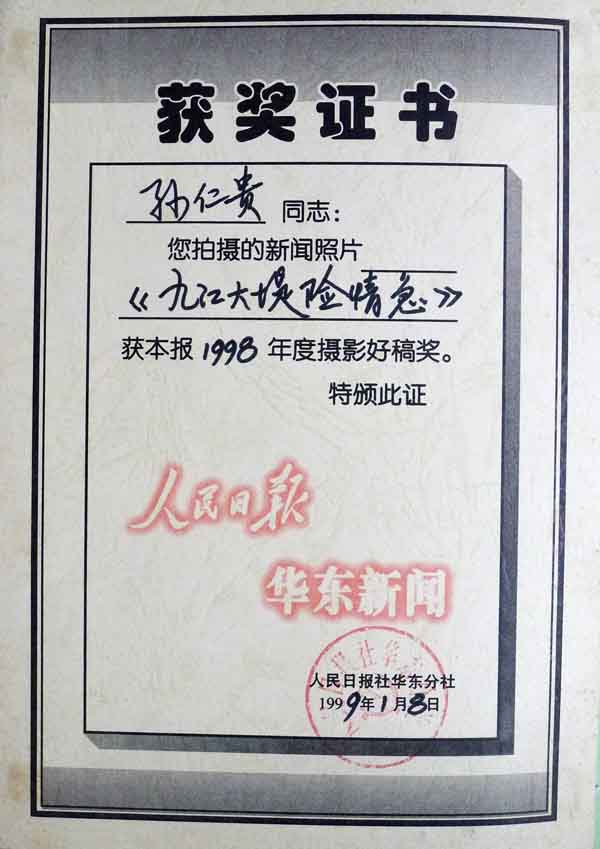 获奖证书
孙仁贵 同志：
您拍摄的新闻照片
《九江大堤险情急》
获本报 1998 年度摄影好稿奖。
特颁此证
人民日报
华东新闻
人民日报社华东分社
1999年1月8日